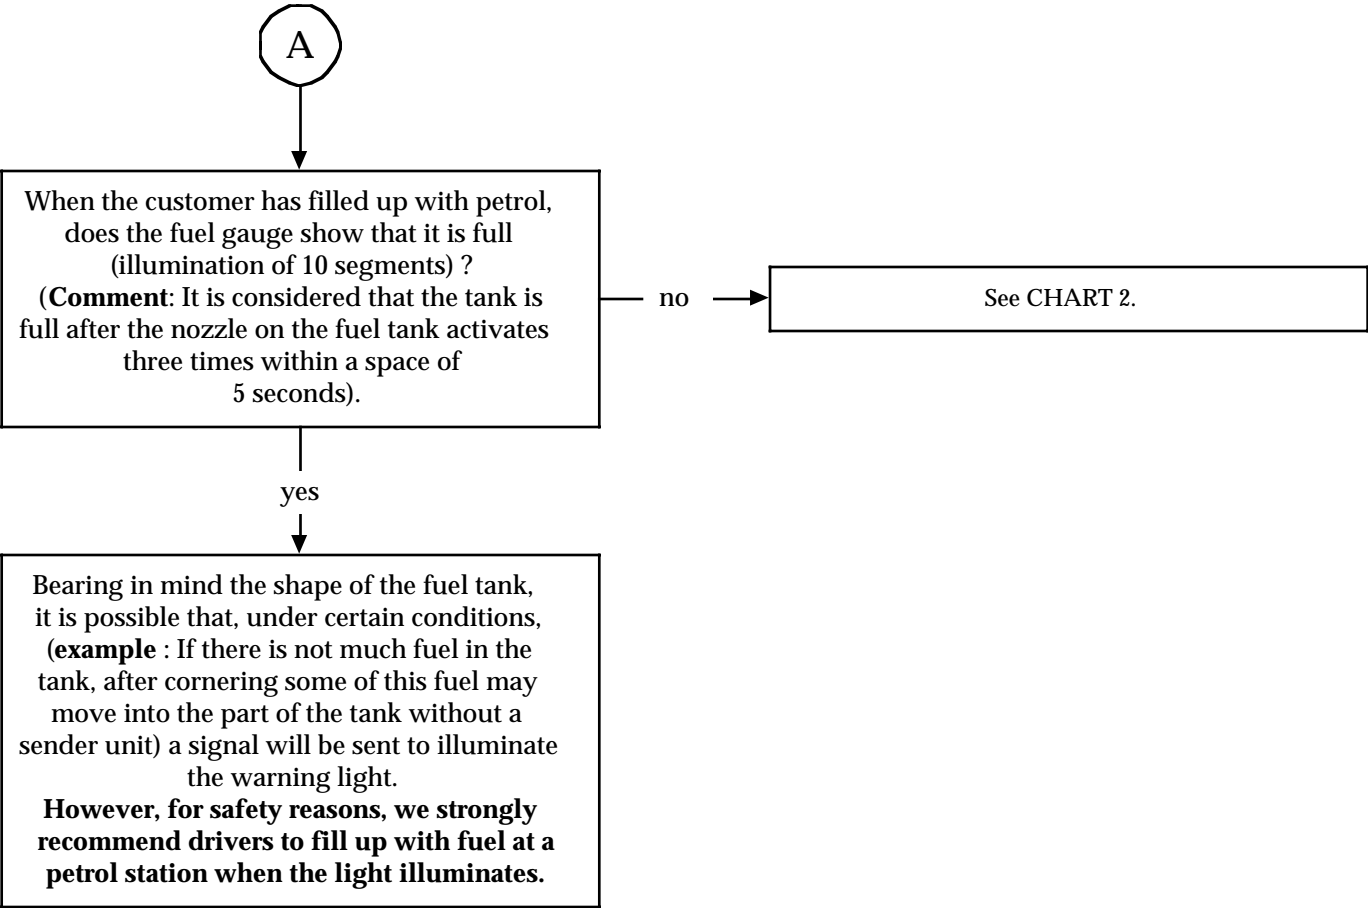 A
When the customer has filled up with petrol,
does the fuel gauge show that it is full
(illumination of 10 segments) ?
(Comment: It is considered that the tank is
full after the nozzle on the fuel tank activates
three times within a space of
5 seconds).
no
See CHART 2.
yes
Bearing in mind the shape of the fuel tank,
it is possible that, under certain conditions,
(example : If there is not much fuel in the
tank, after cornering some of this fuel may
move into the part of the tank without a
sender unit) a signal will be sent to illuminate
the warning light.
However, for safety reasons, we strongly
recommend drivers to fill up with fuel at a
petrol station when the light illuminates.